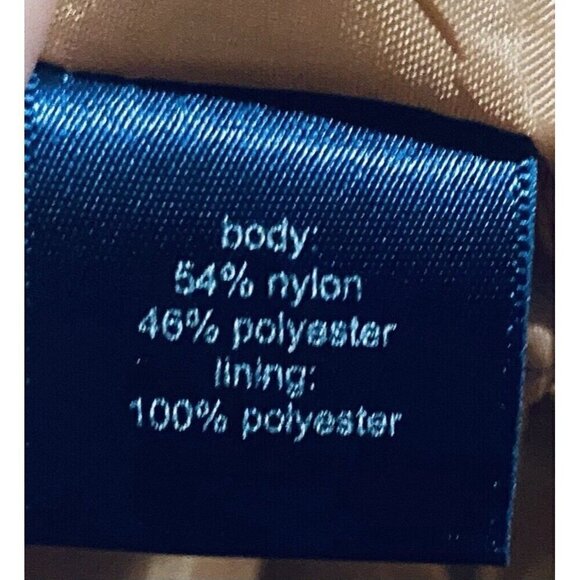 body:
54% nylon
46% polyester
lining:
100% polyester